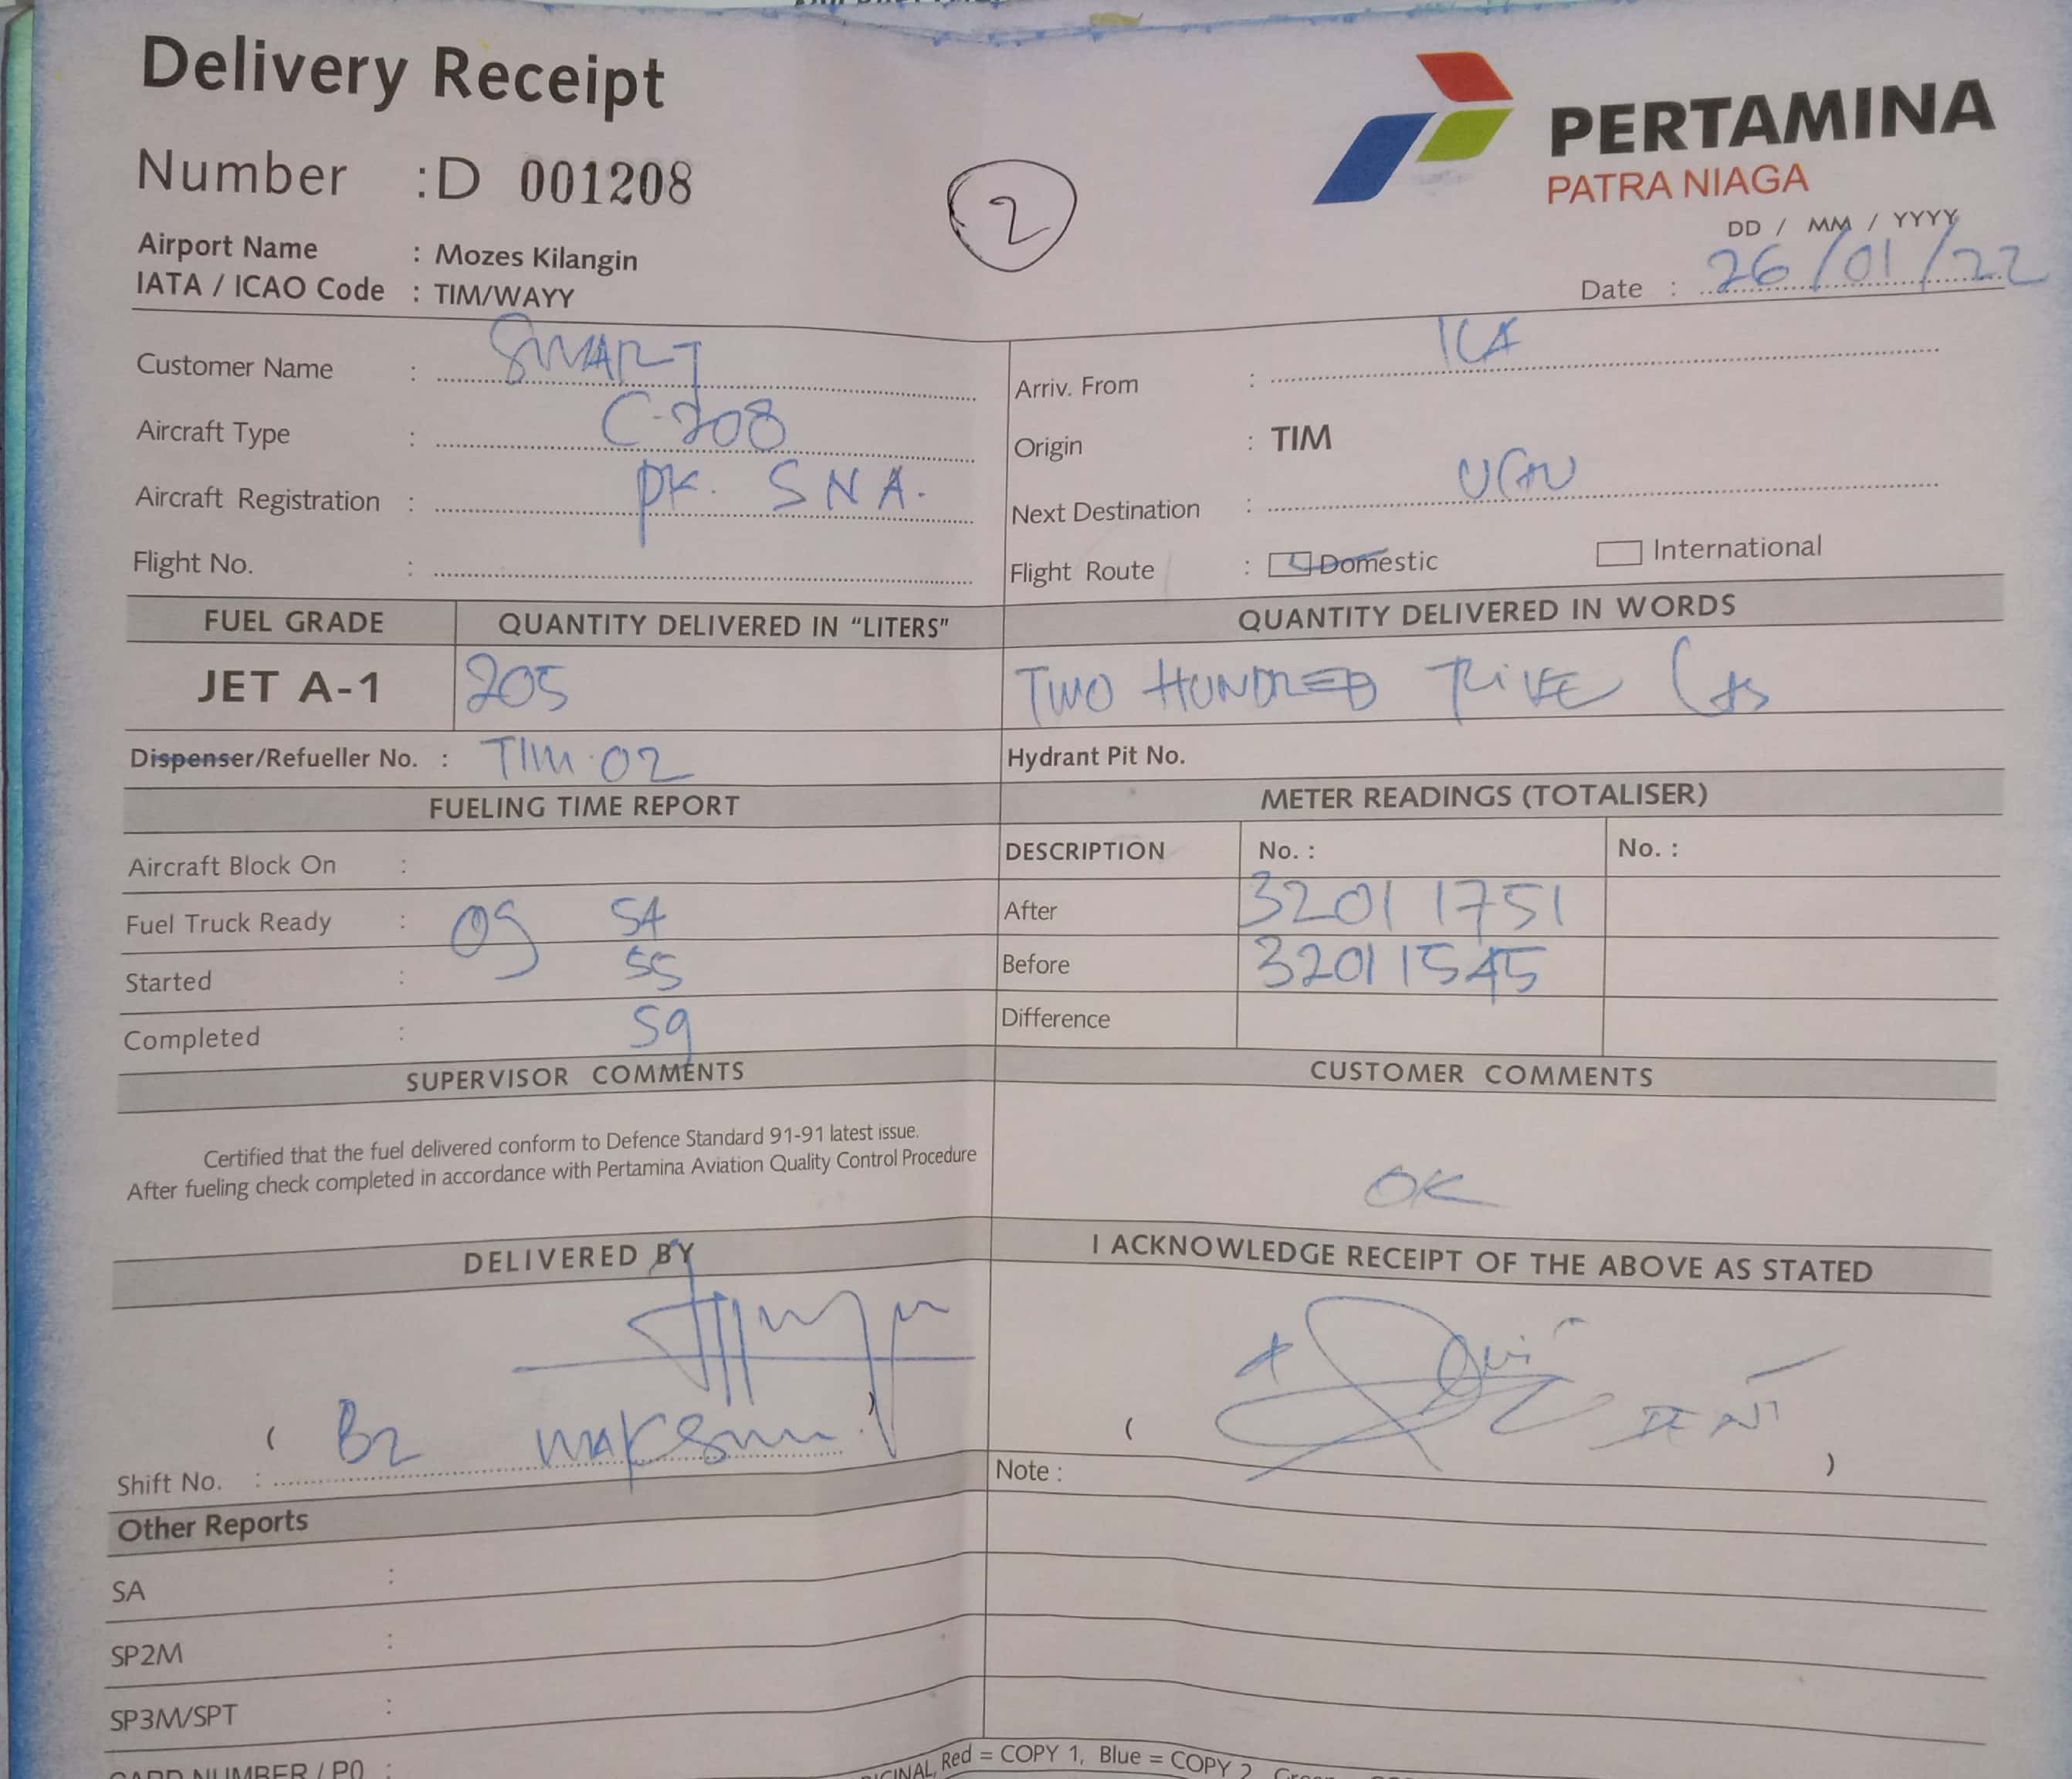 Delivery Receipt
PERTAMINA
PATRA NIAGA
Number : D 001208
2
DD / MM / YYYY
Date : 26/01/22
Airport Name : Mozes Kilangin
IATA / ICAO Code : TIM/WAYY
Customer Name : SMART
Arriv. From :
Aircraft Type : C-208
Origin : TIM
Aircraft Registration : PK. SNA.
Next Destination :
Flight No. :
Flight Route : Domestic International
FUEL GRADE QUANTITY DELIVERED IN "LITERS" QUANTITY DELIVERED IN WORDS
JET A-1 205 TWO HUNDRED
Dispenser/Refueller No. : TIM.02
Hydrant Pit No.
FUELING TIME REPORT METER READINGS (TOTALISER)
DESCRIPTION No. : No. :
Aircraft Block On :
Fuel Truck Ready : 09 54
After 32011751
Started : 55
Before 32011545
Completed : 59
Difference
SUPERVISOR COMMENTS CUSTOMER COMMENTS
Certified that the fuel delivered conform to Defence Standard 91-91 latest issue.
After fueling check completed in accordance with Pertamina Aviation Quality Control Procedure
OK
DELIVERED BY I ACKNOWLEDGE RECEIPT OF THE ABOVE AS STATED
( B2 )
( )
Shift No. :
Note :
Other Reports
SA :
SP2M :
SP3M/SPT :
CARD NUMBER / PO :
Red = COPY 1, Blue = COPY 2